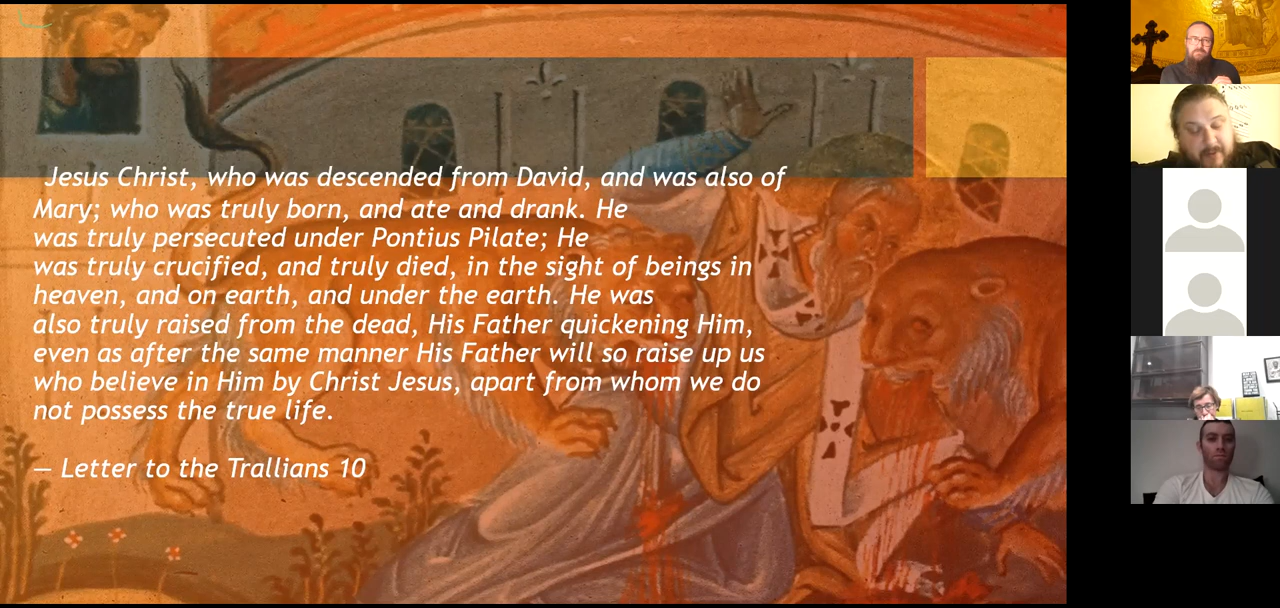 Jesus Christ, who was descended from David, and was also of
Mary; who was truly born, and ate and drank. He
was truly persecuted under Pontius Pilate; He
was truly crucified, and truly died, in the sight of beings in
heaven, and on earth, and under the earth. He was
also truly raised from the dead, His Father quickening Him,
even as after the same manner His Father will so raise up us
who believe in Him by Christ Jesus, apart from whom we do
not possess the true life.
— Letter to the Trallians 10